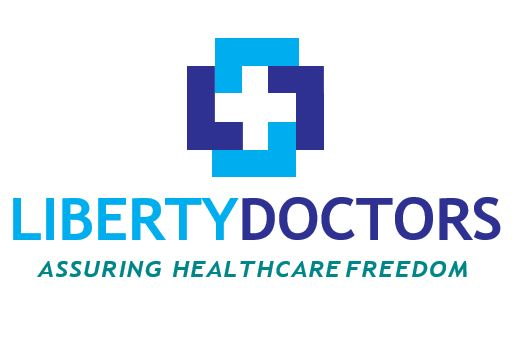 LIBERTYDOCTORS
ASSURING HEALTHCARE FREEDOM